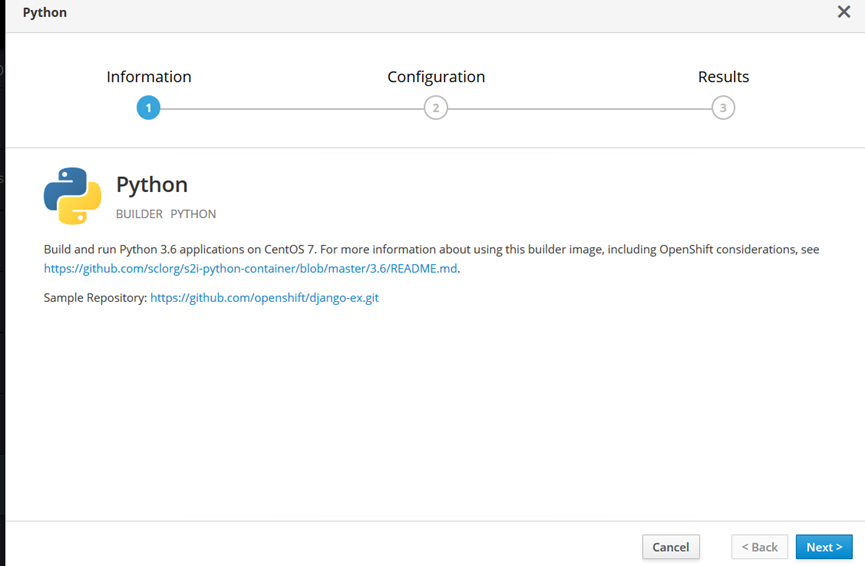 Python
Information Configuration Results
1 2 3
Python
BUILDER PYTHON
Build and run Python 3.6 applications on CentOS 7. For more information about using this builder image, including OpenShift considerations, see
https://github.com/sclorg/s2i-python-container/blob/master/3.6/README.md.
Sample Repository: https://github.com/openshift/django-ex.git
Cancel < Back Next >